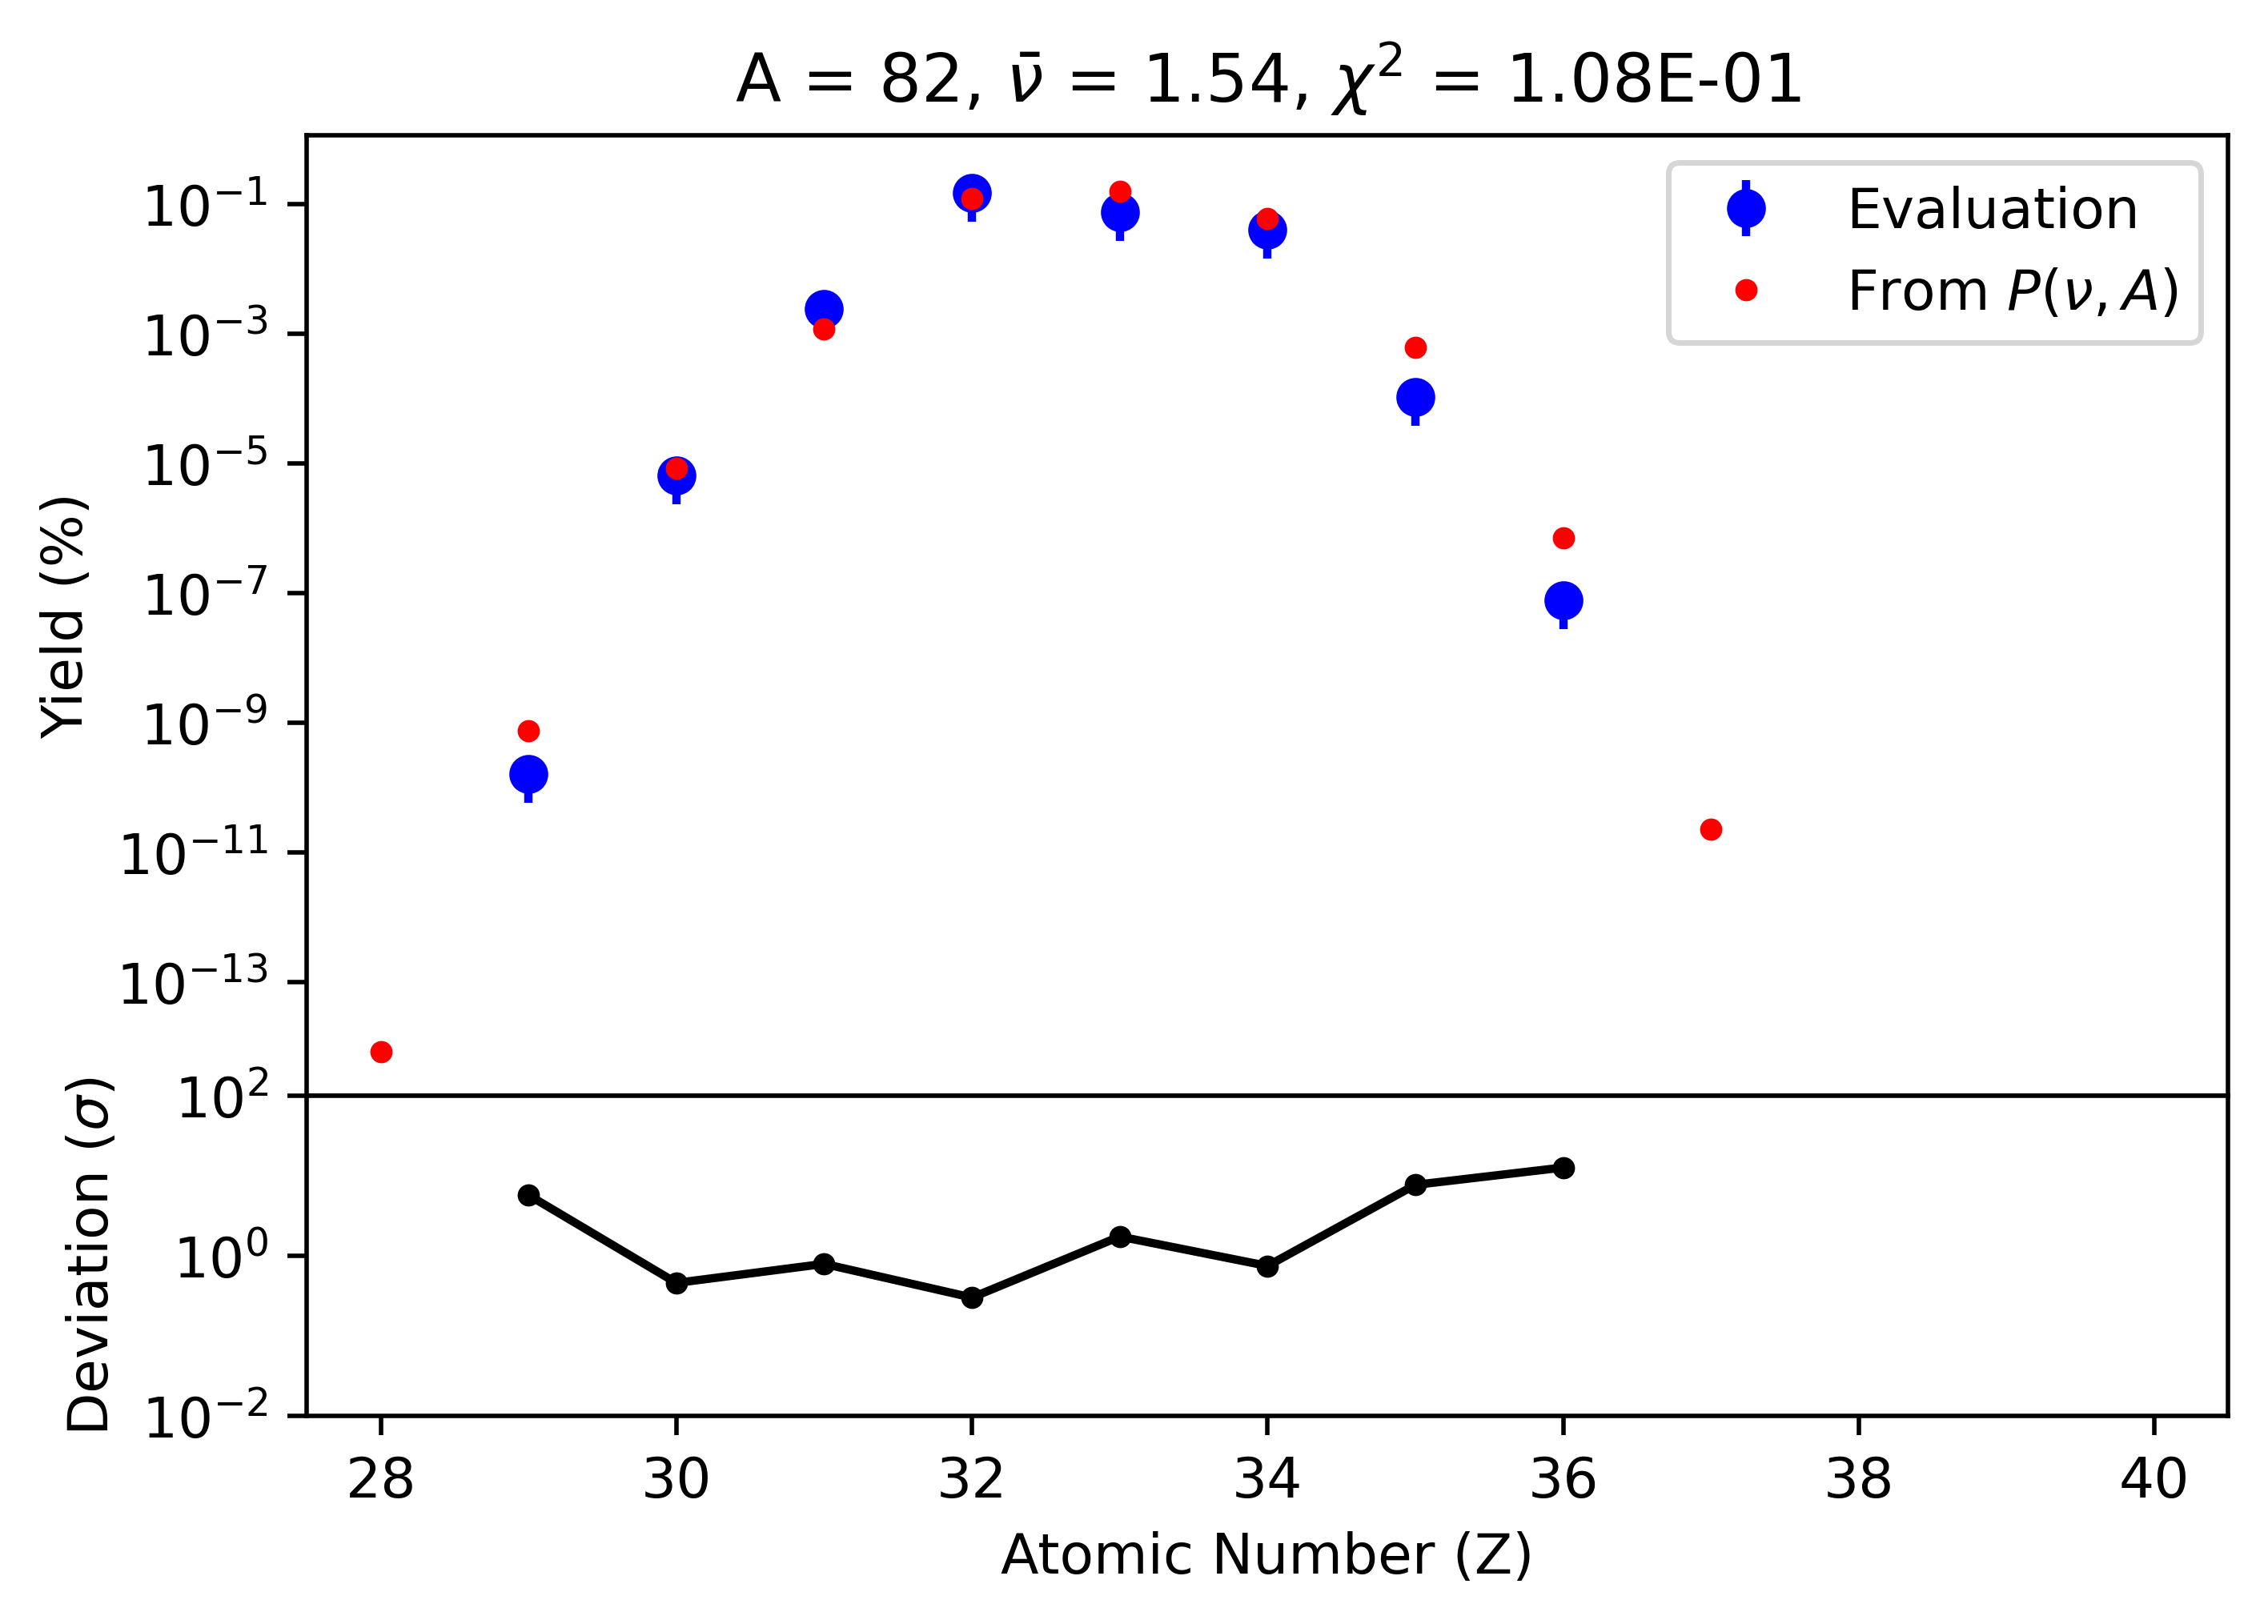 A = 82, ν̄ = 1.54, χ² = 1.08E-01
Evaluation
From P(ν, A)
Yield (%)
10⁻¹
10⁻³
10⁻⁵
10⁻⁷
10⁻⁹
10⁻¹¹
10⁻¹³
Deviation (σ)
10²
10⁰
10⁻²
28 30 32 34 36 38 40
Atomic Number (Z)